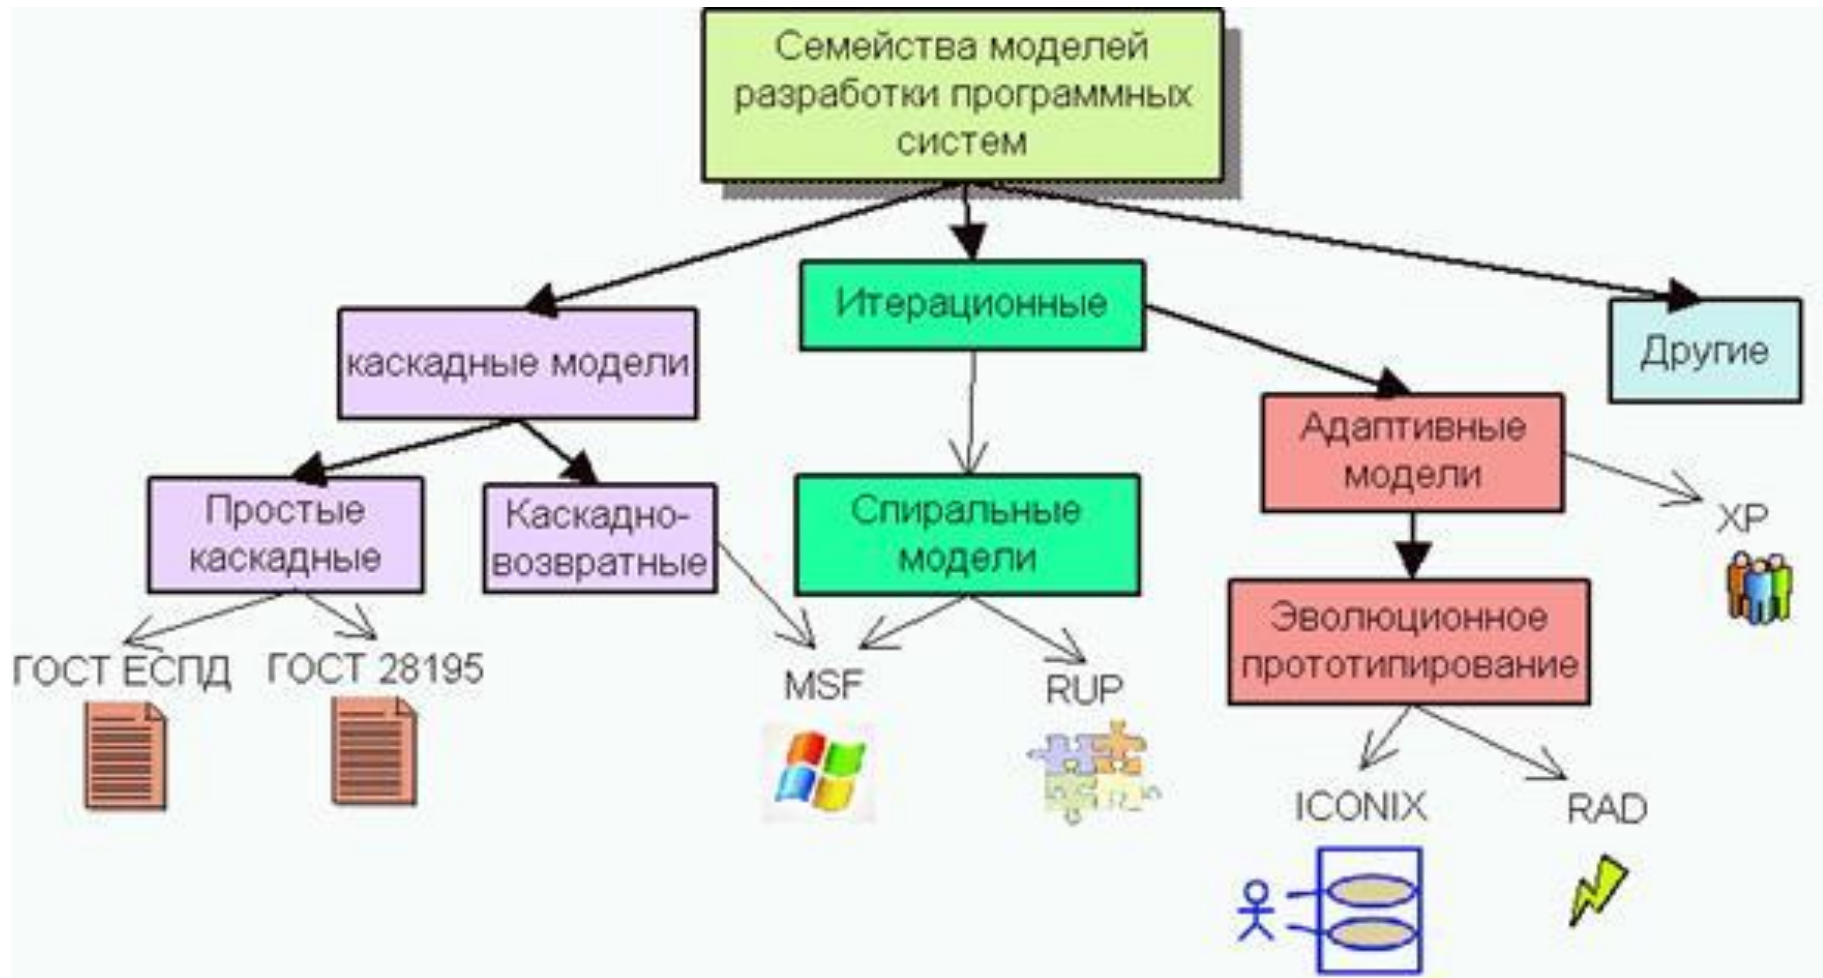 Семейства моделей
разработки программных
систем
Итерационные
каскадные модели
Другие
Адаптивные
модели
Простые
каскадные
Каскадно-
возвратные
Спиральные
модели
XP
Эволюционное
прототипирование
ГОСТ ЕСПД
ГОСТ 28195
MSF
RUP
ICONIX
RAD